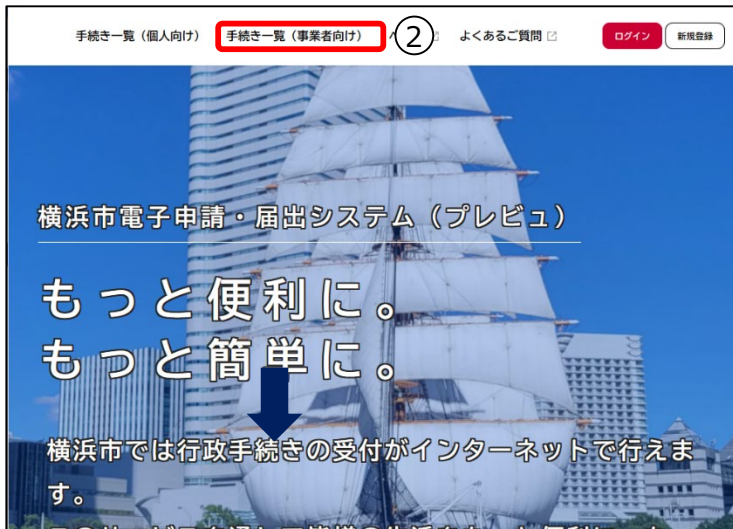 手続き一覧（個人向け） 手続き一覧（事業者向け） ② よくあるご質問 ログイン 新規登録
横浜市電子申請・届出システム（プレビュ）
もっと便利に。
もっと簡単に。
横浜市では行政手続きの受付がインターネットで行えま
す。